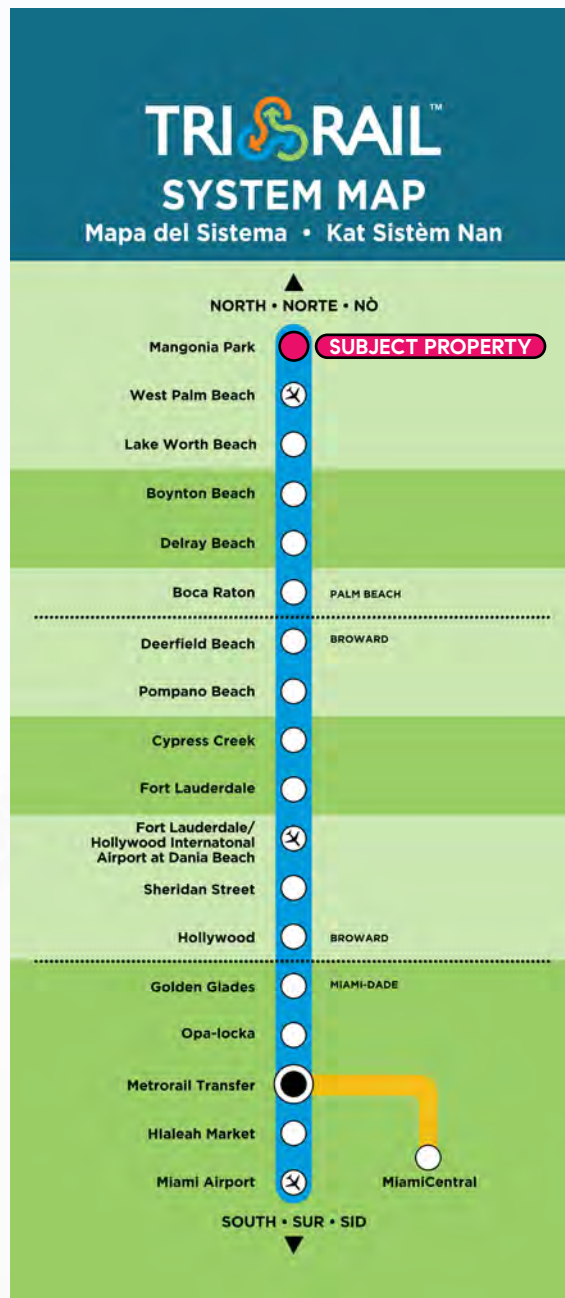 TRI RAIL™
SYSTEM MAP
Mapa del Sistema • Kat Sistèm Nan
NORTH • NORTE • NÒ
Mangonia Park
SUBJECT PROPERTY
West Palm Beach
Lake Worth Beach
Boynton Beach
Delray Beach
Boca Raton
PALM BEACH
Deerfield Beach
BROWARD
Pompano Beach
Cypress Creek
Fort Lauderdale
Fort Lauderdale/
Hollywood Internatonal
Airport at Dania Beach
Sheridan Street
Hollywood
BROWARD
Golden Glades
MIAMI-DADE
Opa-locka
Metrorail Transfer
HIaleah Market
Miami Airport
MiamiCentral
SOUTH • SUR • SID